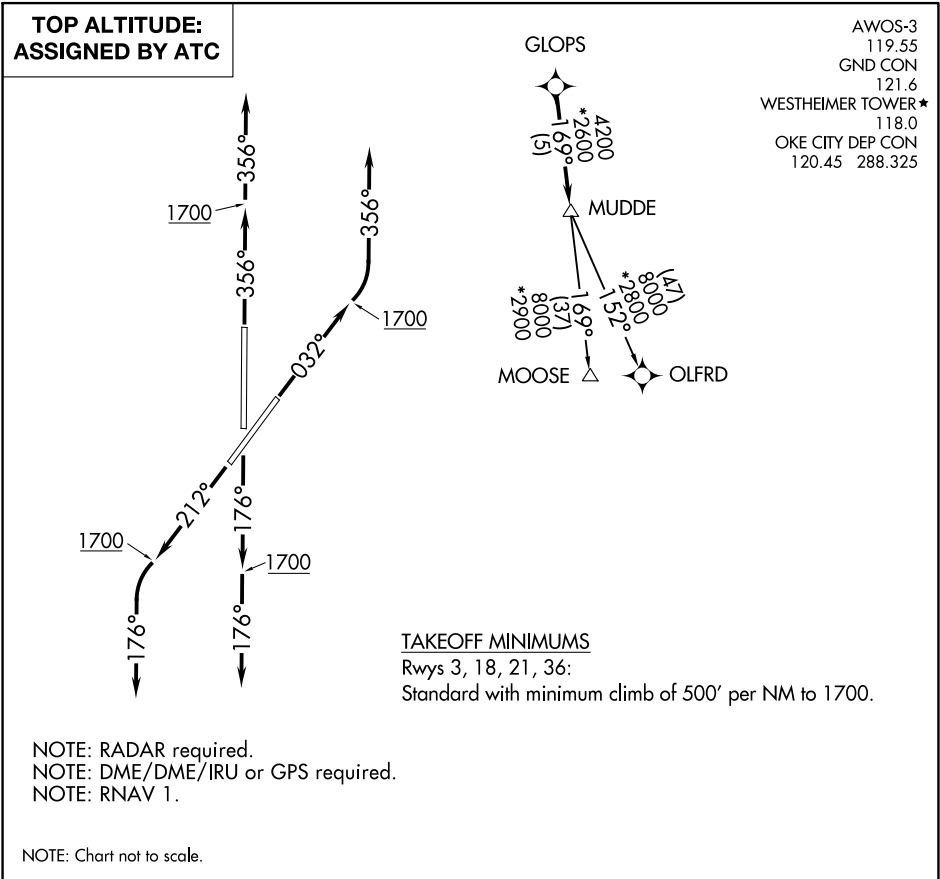 TOP ALTITUDE:
ASSIGNED BY ATC
AWOS-3
119.55
GND CON
121.6
WESTHEIMER TOWER★
118.0
OKE CITY DEP CON
120.45 288.325
GLOPS
4200
*2600
169°
(5)
MUDDE
(47)
8000
*2800
152°
169°
(37)
8000
*2900
MOOSE
OLFRD
356°
1700
356°
356°
1700
032°
212°
176°
1700
1700
176°
176°
TAKEOFF MINIMUMS
Rwys 3, 18, 21, 36:
Standard with minimum climb of 500' per NM to 1700.
NOTE: RADAR required.
NOTE: DME/DME/IRU or GPS required.
NOTE: RNAV 1.
NOTE: Chart not to scale.